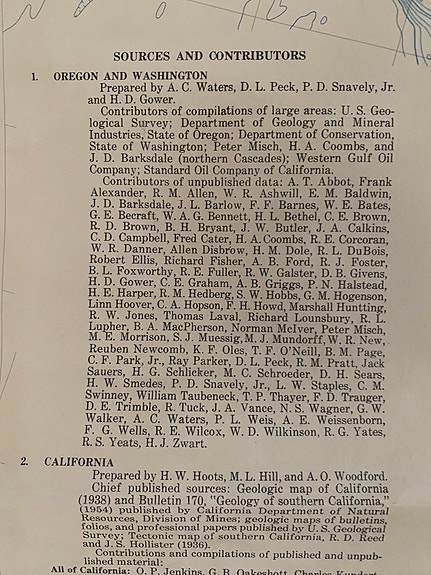 SOURCES AND CONTRIBUTORS
1. OREGON AND WASHINGTON
Prepared by A. C. Waters, D. L. Peck, P. D. Snavely, Jr.
and H. D. Gower.
Contributors of compilations of large areas: U. S. Geo-
logical Survey; Department of Geology and Mineral
Industries, State of Oregon; Department of Conservation,
State of Washington; Peter Misch, H. A. Coombs, and
J. D. Barksdale (northern Cascades); Western Gulf Oil
Company; Standard Oil Company of California.
Contributors of unpublished data: A. T. Abbot, Frank
Alexander, R. M. Allen, W. R. Ashwill, E. M. Baldwin,
J. D. Barksdale, J. L. Barlow, F. F. Barnes, W. E. Bates,
G. E. Becraft, W. A. G. Bennett, H. L. Bethel, C. E. Brown,
R. D. Brown, B. H. Bryant, J. W. Butler, J. A. Calkins,
C. D. Campbell, Fred Cater, H. A. Coombs, R. E. Corcoran,
W. R. Danner, Allen Disbrow, H. M. Dole, R. L. DuBois,
Robert Ellis, Richard Fisher, A. B. Ford, R. J. Foster,
B. L. Foxworthy, R. E. Fuller, R. W. Galster, D. B. Givens,
H. D. Gower, C. E. Graham, A. B. Griggs, P. N. Halstead,
H. E. Harper, R. M. Hedberg, S. W. Hobbs, G. M. Hogenson,
Linn Hoover, C. A. Hopson, F. H. Howd, Marshall Huntting,
R. W. Jones, Thomas Laval, Richard Lounsbury, R. L.
Lupher, B. A. MacPherson, Norman McIver, Peter Misch,
M. E. Morrison, S. J. Muessig, M. J. Mundorff, W. R. New,
Reuben Newcomb, K. F. Oles, T. F. O'Neill, B. M. Page,
C. F. Park, Jr., Ray Parker, D. L. Peck, R. M. Pratt, Jack
Sauers, H. G. Schlicker, M. C. Schroeder, D. H. Sears,
H. W. Smedes, P. D. Snavely, Jr., L. W. Staples, C. M.
Swinney, William Taubeneck, T. P. Thayer, F. D. Trauger,
D. E. Trimble, R. Tuck, J. A. Vance, N. S. Wagner, G. W.
Walker, A. C. Waters, P. L. Weis, A. E. Weissenborn,
F. G. Wells, R. E. Wilcox, W. D. Wilkinson, R. G. Yates,
R. S. Yeats, H. J. Zwart.
2. CALIFORNIA
Prepared by H. W. Hoots, M. L. Hill, and A. O. Woodford.
Chief published sources: Geologic map of California
(1938) and Bulletin 170, "Geology of southern California,"
(1954) published by California Department of Natural
Resources, Division of Mines; geologic maps of bulletins,
folios, and professional papers published by U. S. Geological
Survey; Tectonic map of southern California, R. D. Reed
and J. S. Hollister (1936).
Contributions and compilations of published and unpub-
lished material:
All of California: O. P. Jenkins, G. B. Oakeshott, Charles Kundert